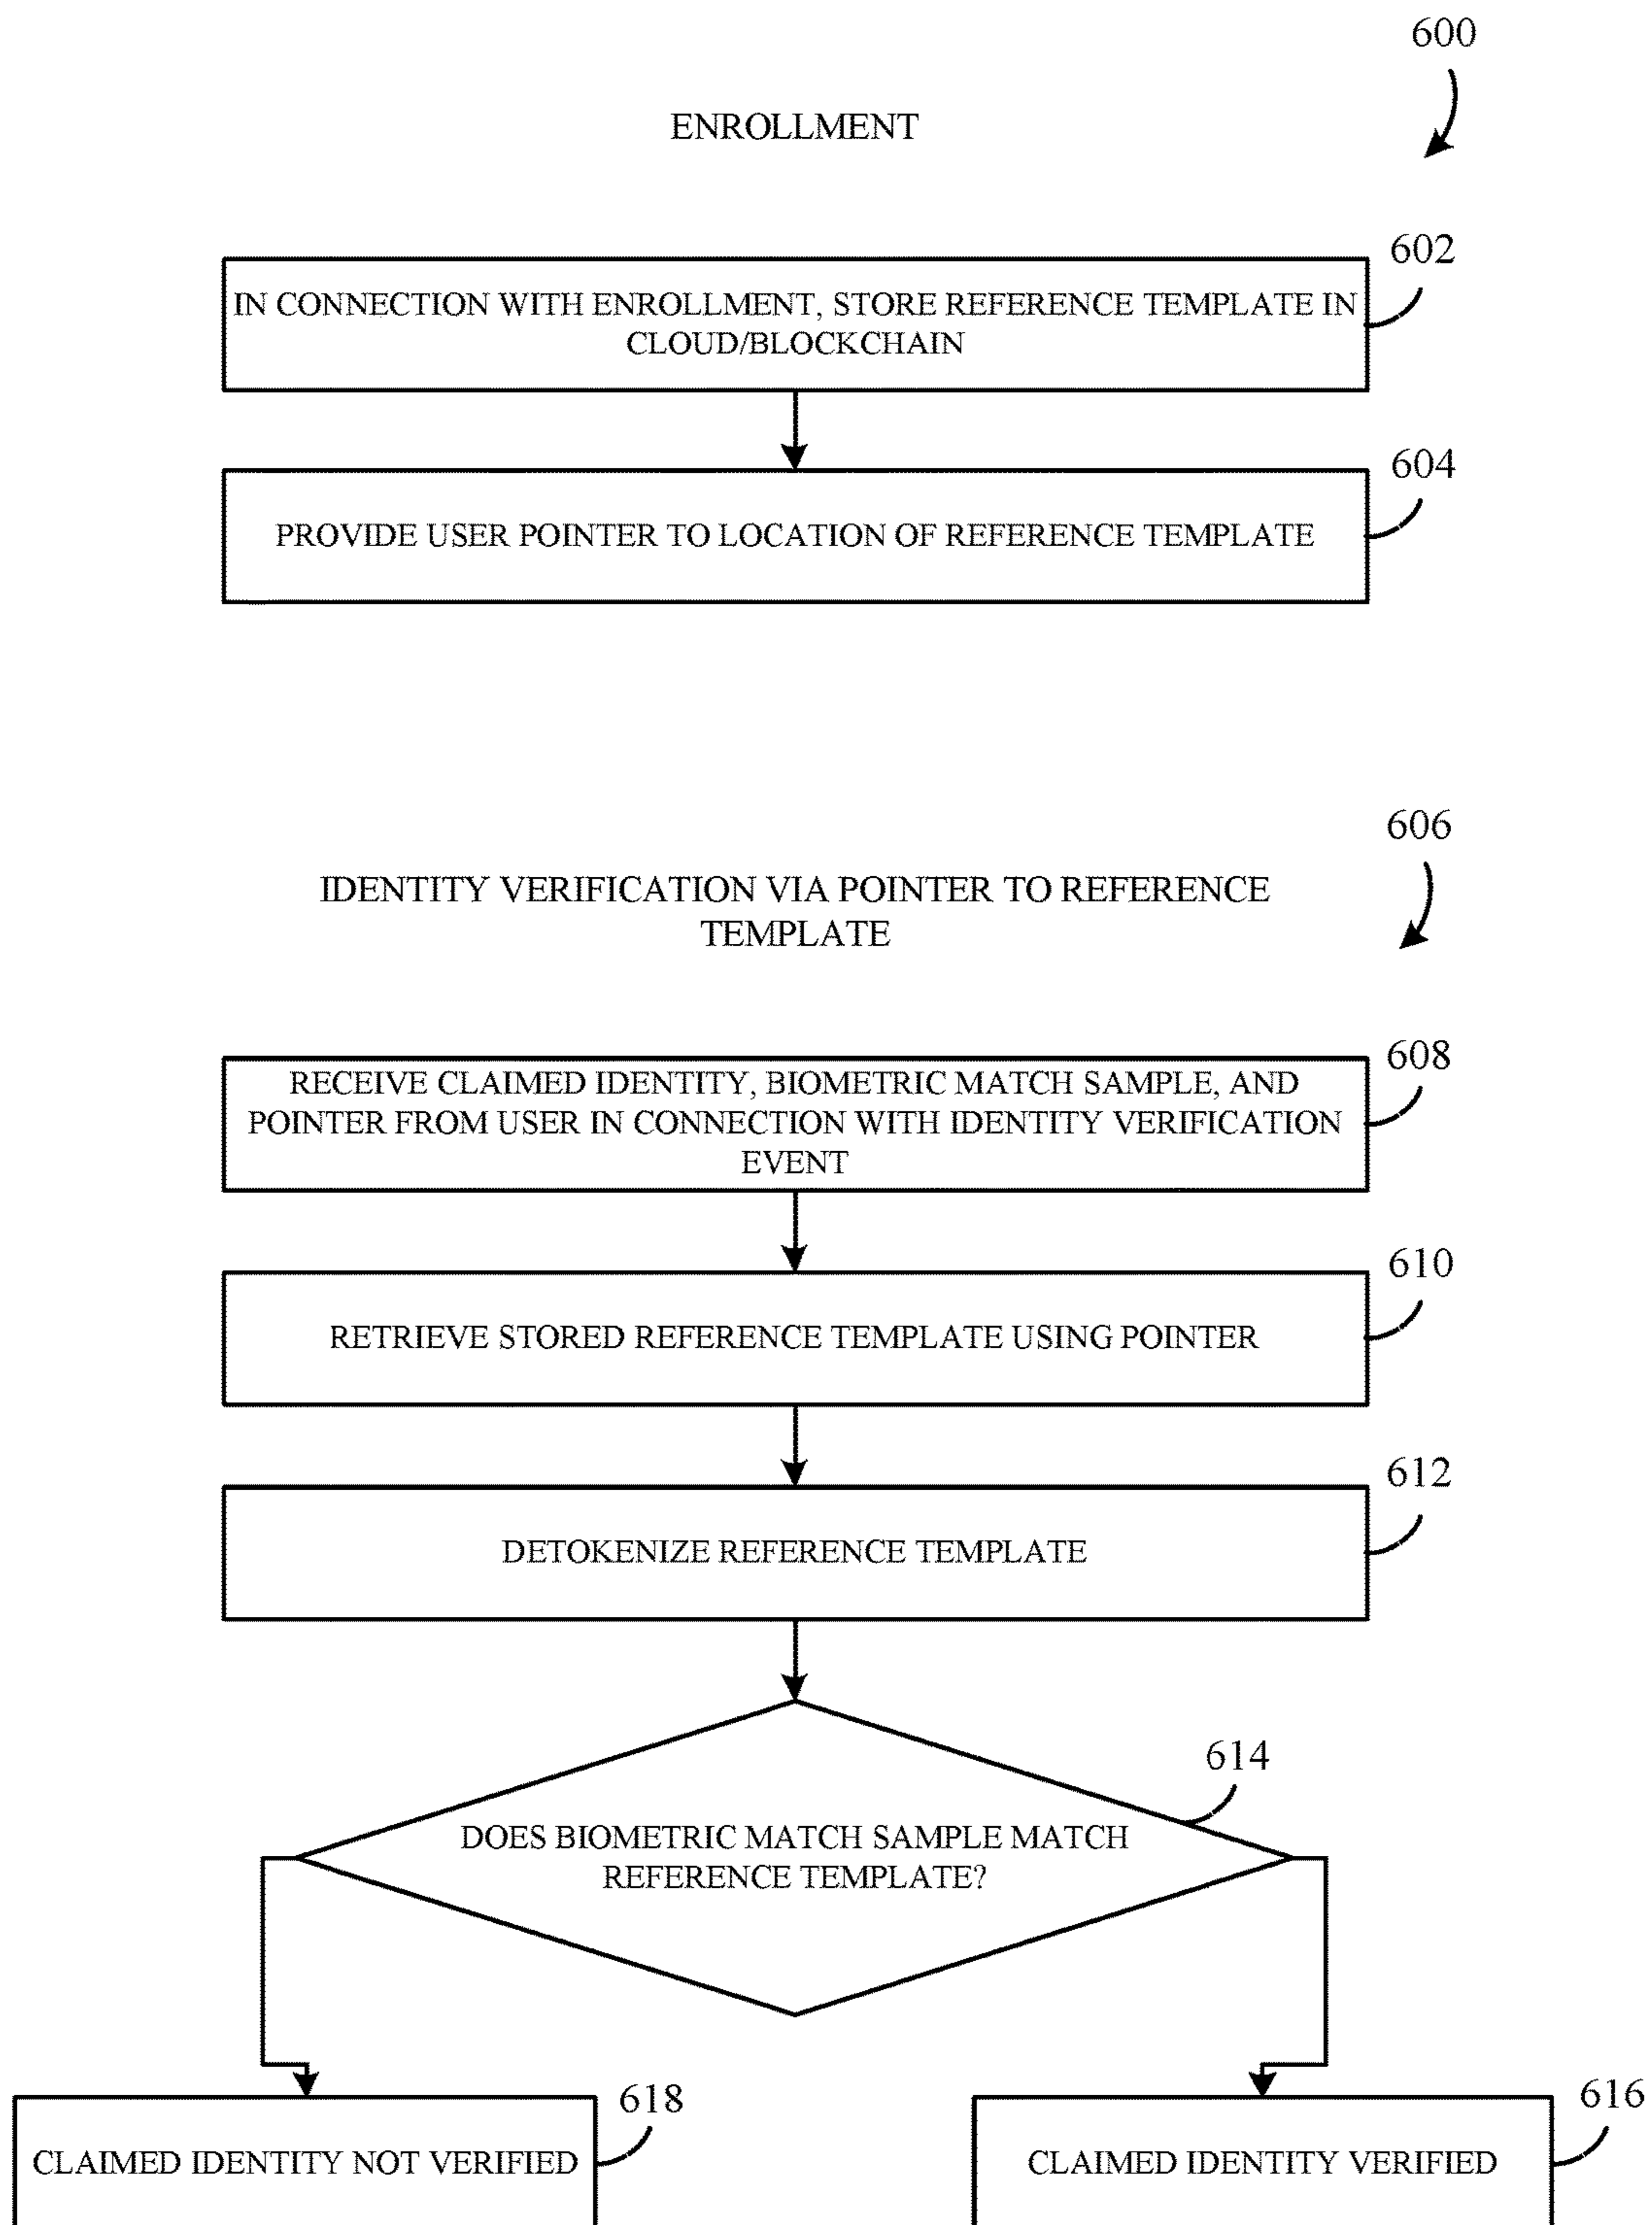 600
ENROLLMENT
602
IN CONNECTION WITH ENROLLMENT, STORE REFERENCE TEMPLATE IN
CLOUD/BLOCKCHAIN
604
PROVIDE USER POINTER TO LOCATION OF REFERENCE TEMPLATE
606
IDENTITY VERIFICATION VIA POINTER TO REFERENCE
TEMPLATE
608
RECEIVE CLAIMED IDENTITY, BIOMETRIC MATCH SAMPLE, AND
POINTER FROM USER IN CONNECTION WITH IDENTITY VERIFICATION
EVENT
610
RETRIEVE STORED REFERENCE TEMPLATE USING POINTER
612
DETOKENIZE REFERENCE TEMPLATE
614
DOES BIOMETRIC MATCH SAMPLE MATCH
REFERENCE TEMPLATE?
618
CLAIMED IDENTITY NOT VERIFIED
616
CLAIMED IDENTITY VERIFIED